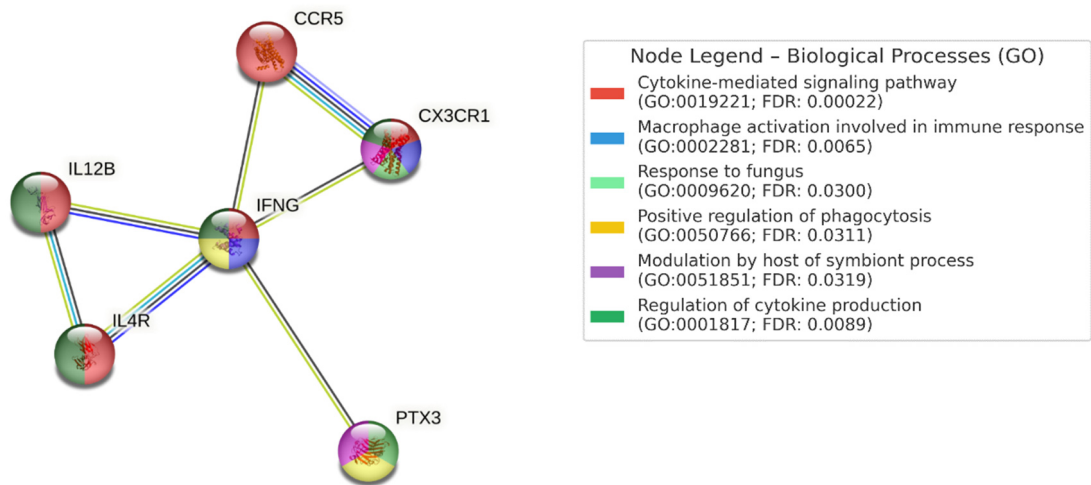 CCR5
CX3CR1
IL12B
IFNG
IL4R
PTX3
Node Legend – Biological Processes (GO)
Cytokine-mediated signaling pathway
(GO:0019221; FDR: 0.00022)
Macrophage activation involved in immune response
(GO:0002281; FDR: 0.0065)
Response to fungus
(GO:0009620; FDR: 0.0300)
Positive regulation of phagocytosis
(GO:0050766; FDR: 0.0311)
Modulation by host of symbiont process
(GO:0051851; FDR: 0.0319)
Regulation of cytokine production
(GO:0001817; FDR: 0.0089)